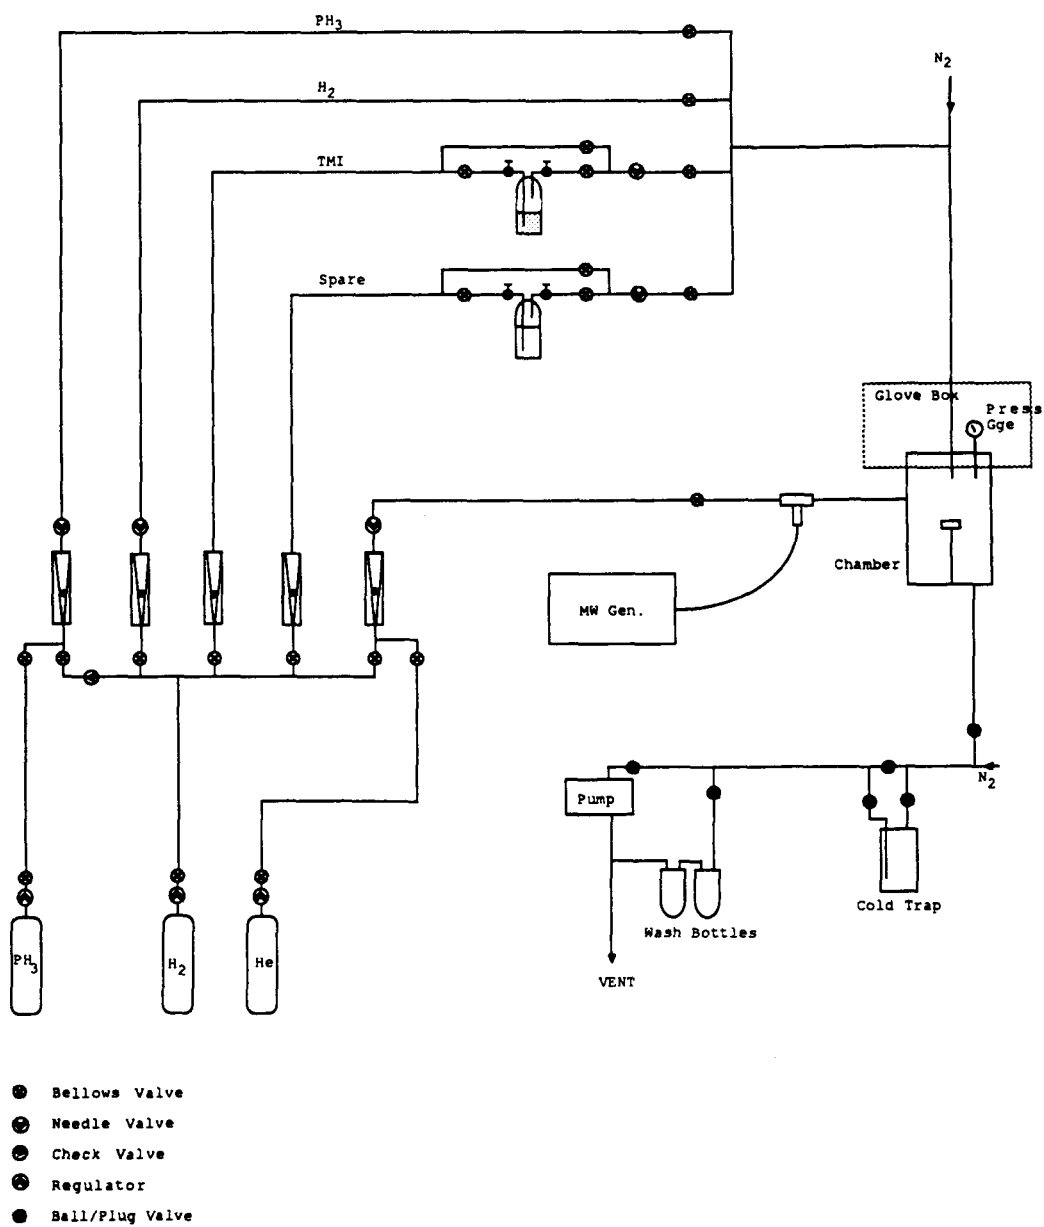 PH3
H2
N2
TMI
Spare
Glove Box
Press
Gge
Chamber
MW Gen.
N2
Pump
Cold Trap
Wash Bottles
PH3
H2
He
VENT
Bellows Valve
Needle Valve
Check Valve
Regulator
Ball/Plug Valve